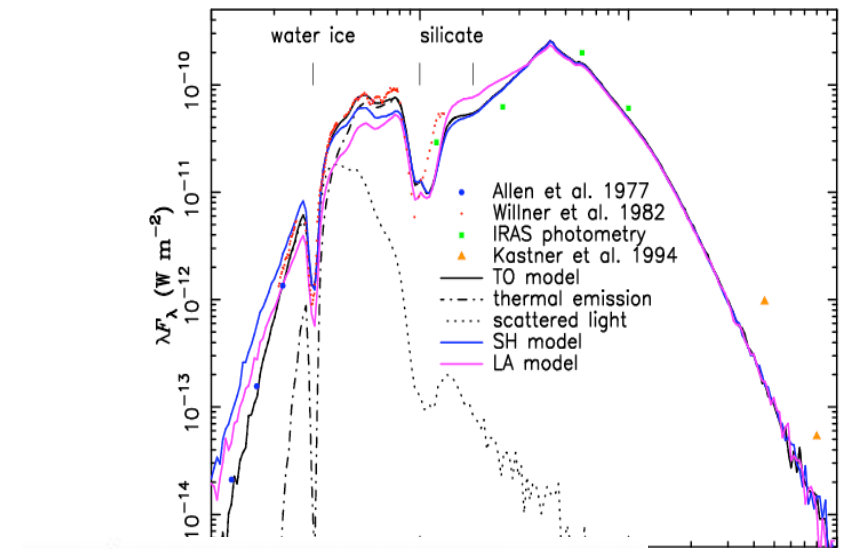 water ice silicate
10⁻¹⁰
10⁻¹¹
10⁻¹²
10⁻¹³
10⁻¹⁴
λFλ (W m⁻²)
Allen et al. 1977
Willner et al. 1982
IRAS photometry
Kastner et al. 1994
TO model
thermal emission
scattered light
SH model
LA model